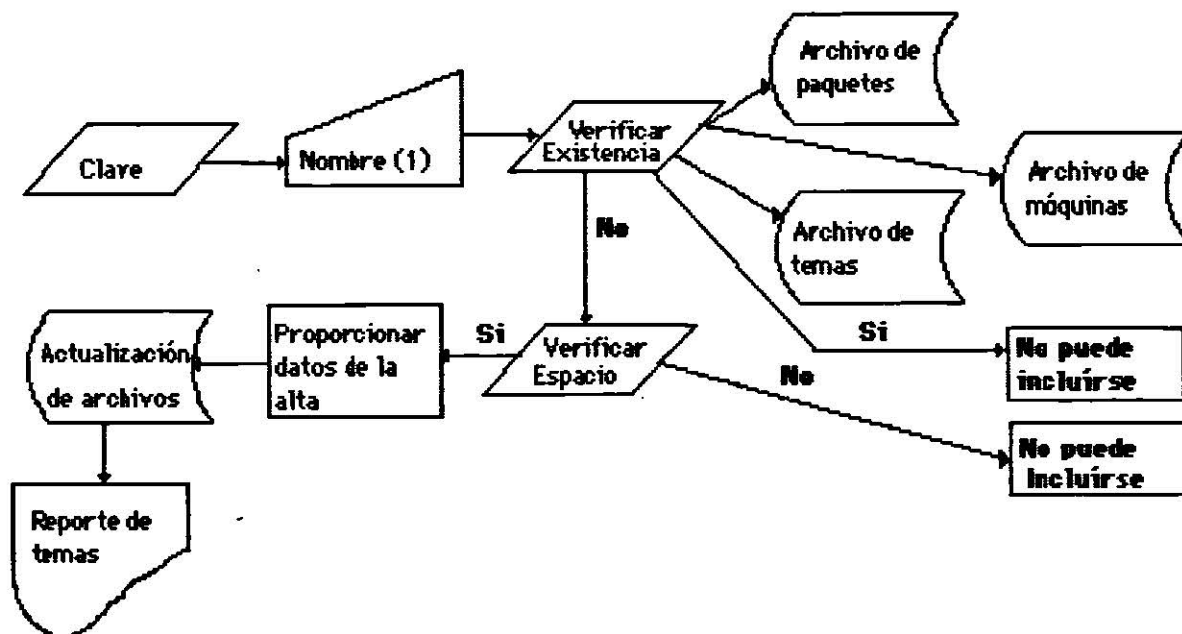 Archivo de
paquetes
Clave
Nombre (1)
Verificar
Existencia
Archivo de
móquinas
No
Archivo de
temas
Actualización
de archivos
Proporcionar
datos de la
alta
Si
Verificar
Espacio
Si
No
No puede
incluírse
No puede
Incluírse
Reporte de
temas